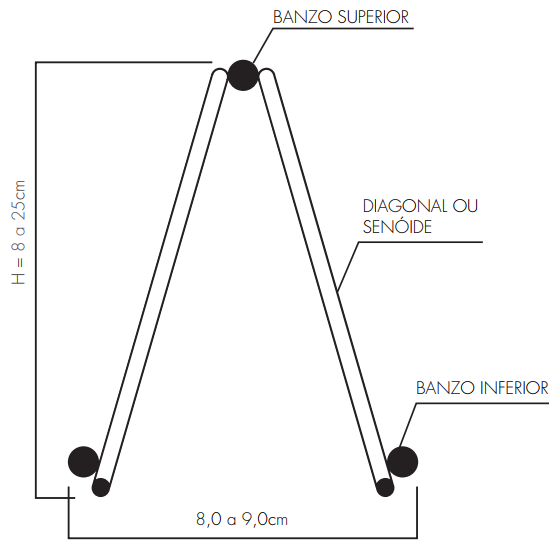 BANZO SUPERIOR
H = 8 a 25cm
DIAGONAL OU
SENÓIDE
BANZO INFERIOR
8,0 a 9,0cm